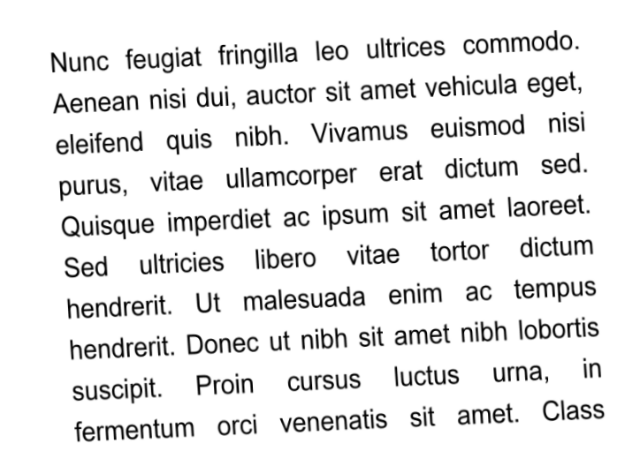 Nunc feugiat fringilla leo ultrices commodo.
Aenean nisi dui, auctor sit amet vehicula eget,
eleifend quis nibh. Vivamus euismod nisi
purus, vitae ullamcorper erat dictum sed.
Quisque imperdiet ac ipsum sit amet laoreet.
Sed ultricies libero vitae tortor dictum
hendrerit. Ut malesuada enim ac tempus
hendrerit. Donec ut nibh sit amet nibh lobortis
suscipit. Proin cursus luctus urna, in
fermentum orci venenatis sit amet. Class